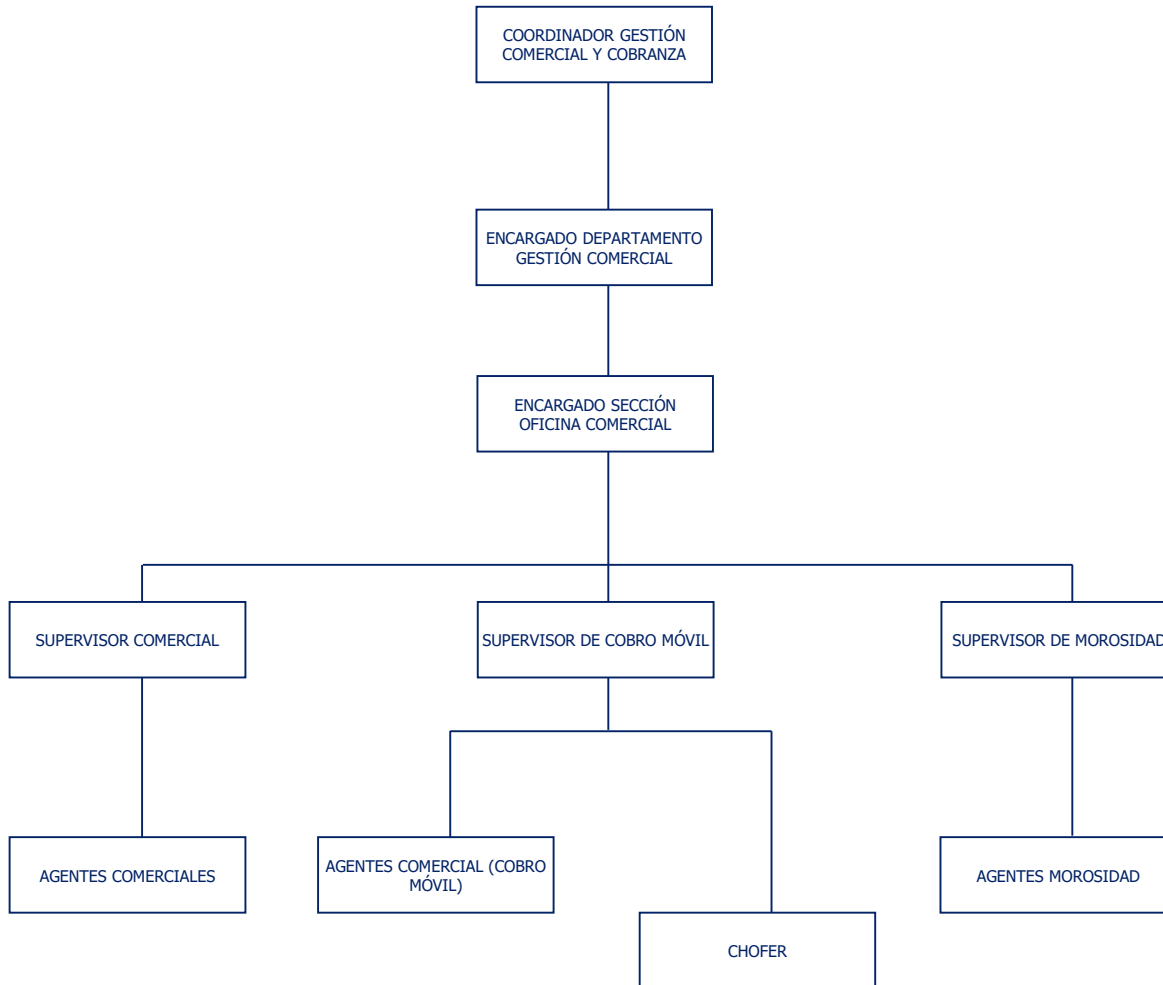 COORDINADOR GESTIÓN
COMERCIAL Y COBRANZA
ENCARGADO DEPARTAMENTO
GESTIÓN COMERCIAL
ENCARGADO SECCIÓN
OFICINA COMERCIAL
SUPERVISOR COMERCIAL
SUPERVISOR DE COBRO MÓVIL
SUPERVISOR DE MOROSIDAD
AGENTES COMERCIALES
AGENTES COMERCIAL (COBRO
MÓVIL)
AGENTES MOROSIDAD
CHOFER